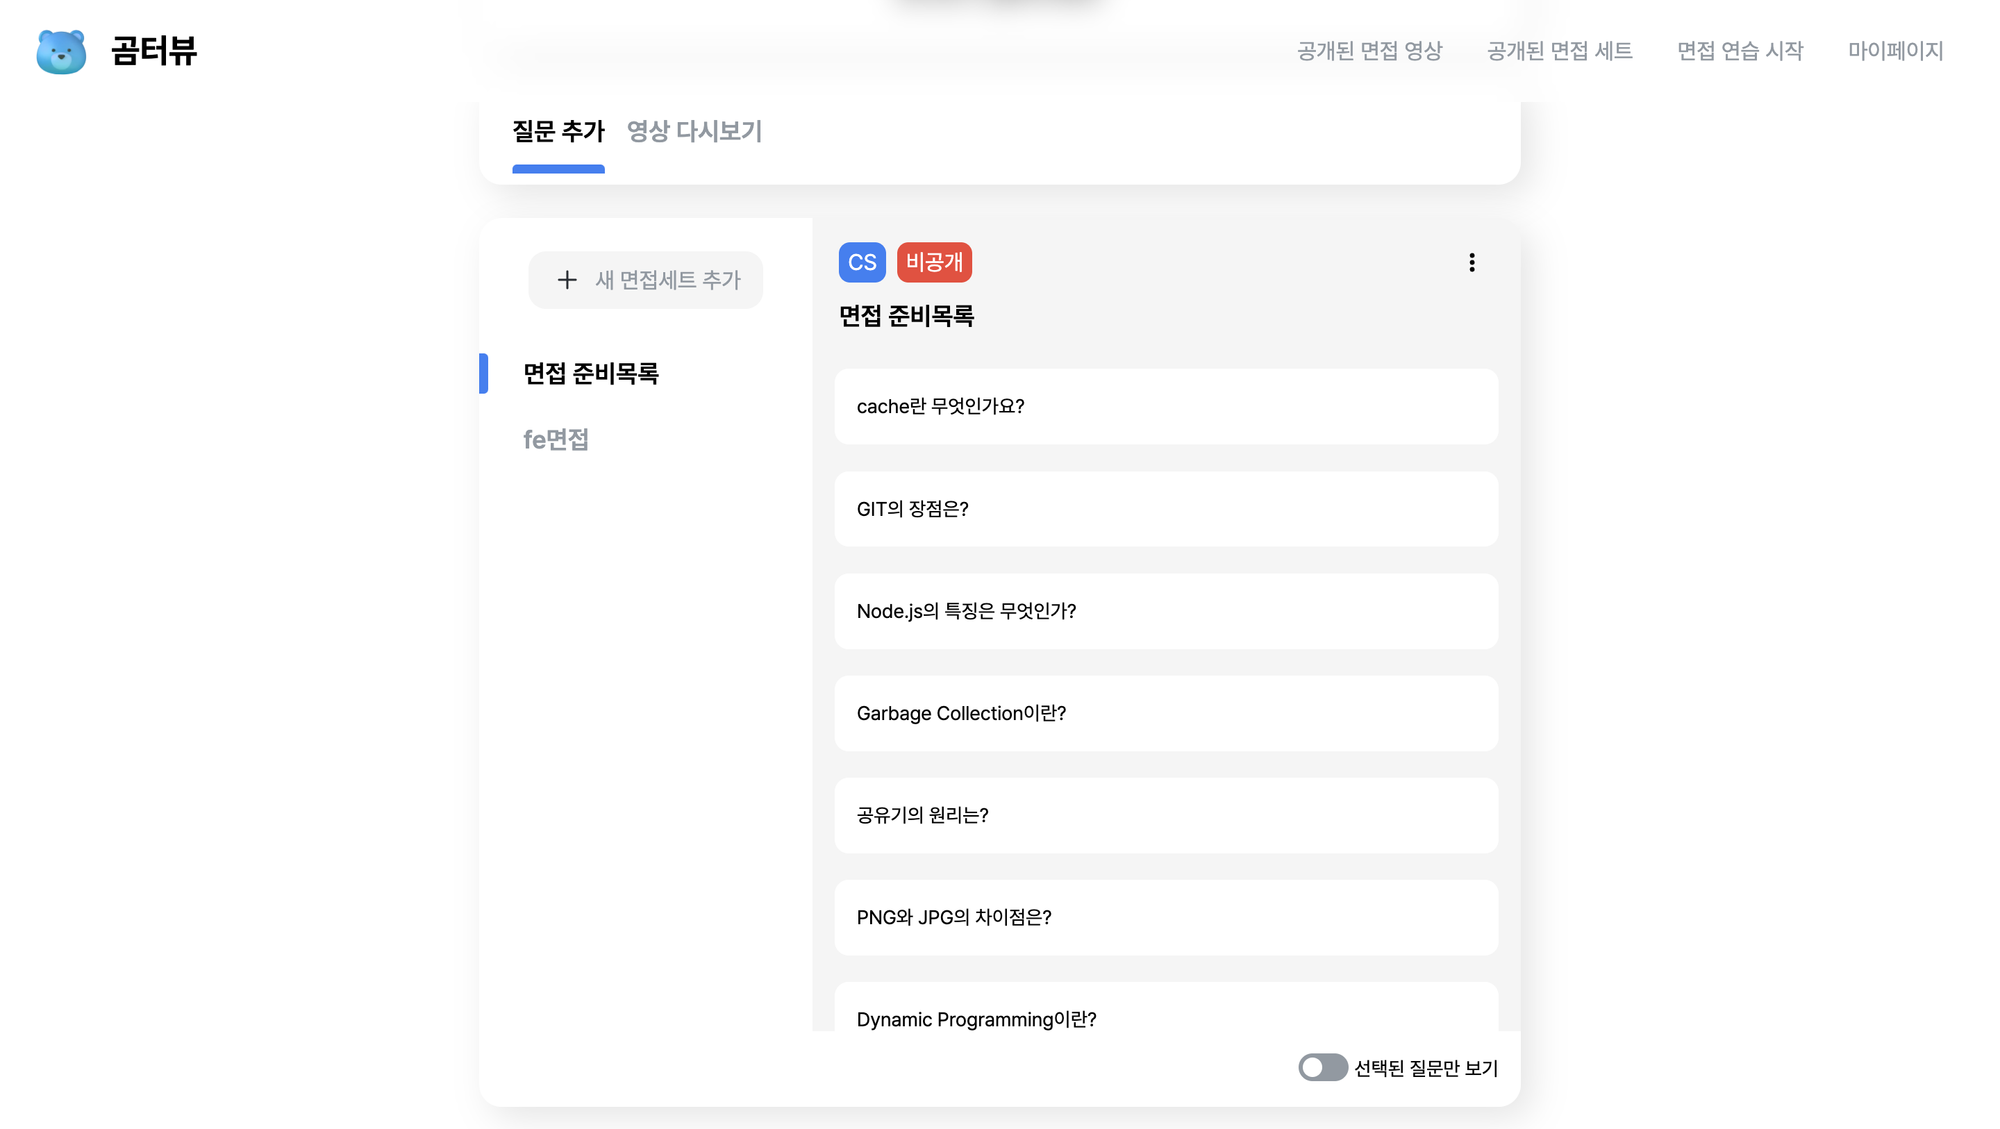 곰터뷰
공개된 면접 영상
공개된 면접 세트
면접 연습 시작
마이페이지
질문 추가
영상 다시보기
새 면접세트 추가
면접 준비목록
fe면접
CS
비공개
면접 준비목록
cache란 무엇인가요?
GIT의 장점은?
Node.js의 특징은 무엇인가?
Garbage Collection이란?
공유기의 원리는?
PNG와 JPG의 차이점은?
Dynamic Programming이란?
선택된 질문만 보기